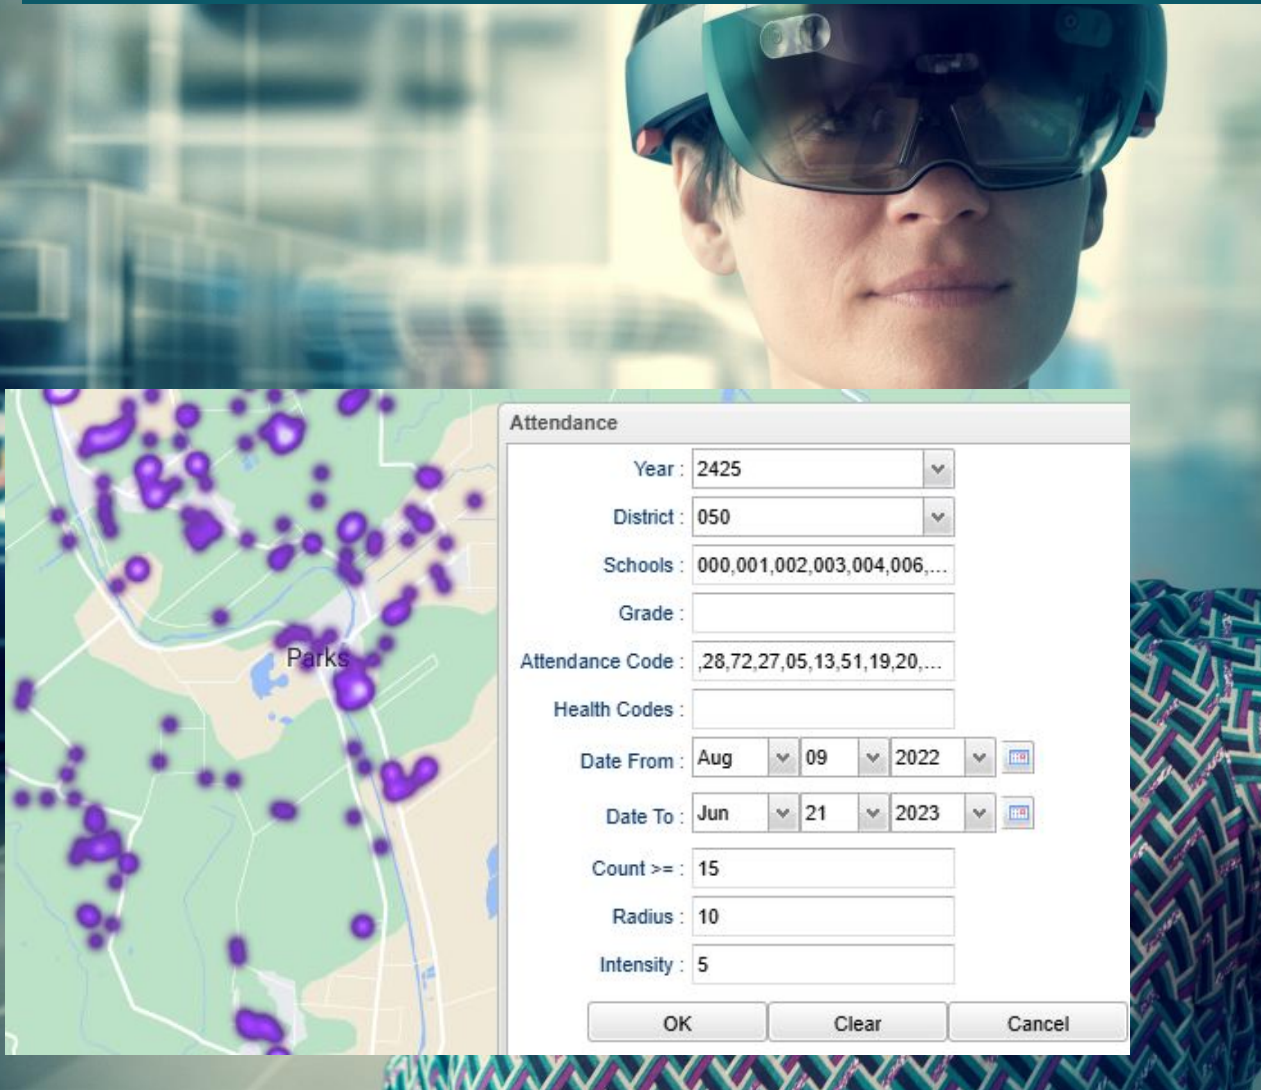 Parks
Attendance
Year : 2425
District : 050
Schools : 000,001,002,003,004,006,...
Grade :
Attendance Code : ,28,72,27,05,13,51,19,20,...
Health Codes :
Date From : Aug 09 2022
Date To : Jun 21 2023
Count >= : 15
Radius : 10
Intensity : 5
OK Clear Cancel